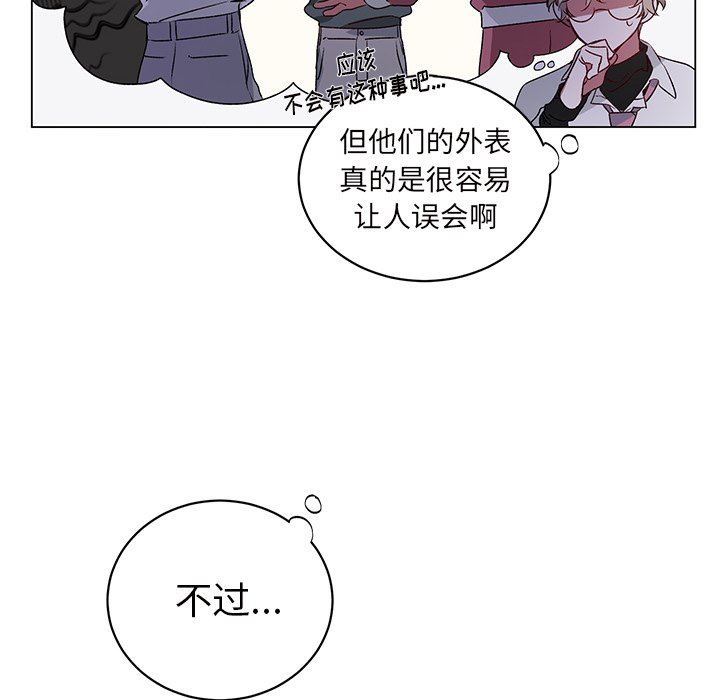 应该
不会有这种事吧...
但他们的外表
真的是很容易
让人误会啊
不过...